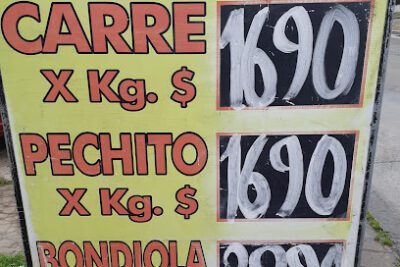 CARRE 1690
X Kg. $
PECHITO 1690
X Kg. $
BONDIOLA